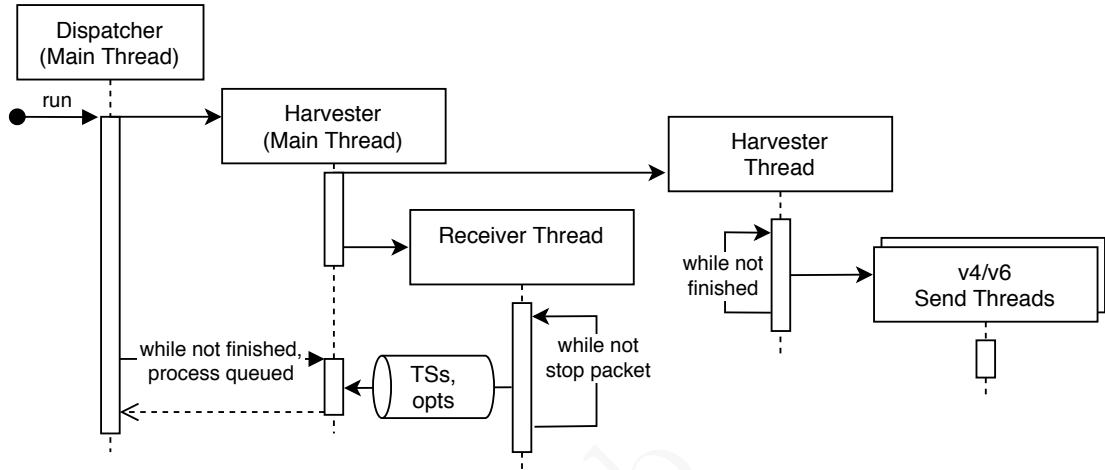 Dispatcher
(Main Thread)
run
Harvester
(Main Thread)
Harvester
Thread
Receiver Thread
while not
finished
v4/v6
Send Threads
while not finished,
process queued
TSs,
opts
while not
stop packet